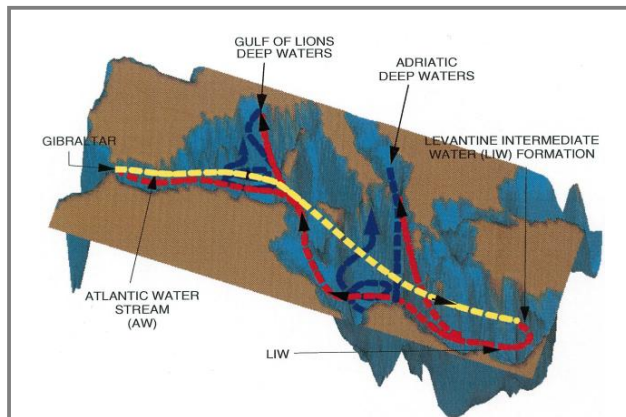 GULF OF LIONS
DEEP WATERS
ADRIATIC
DEEP WATERS
GIBRALTAR
LEVANTINE INTERMEDIATE
WATER (LIW) FORMATION
ATLANTIC WATER
STREAM
(AW)
LIW